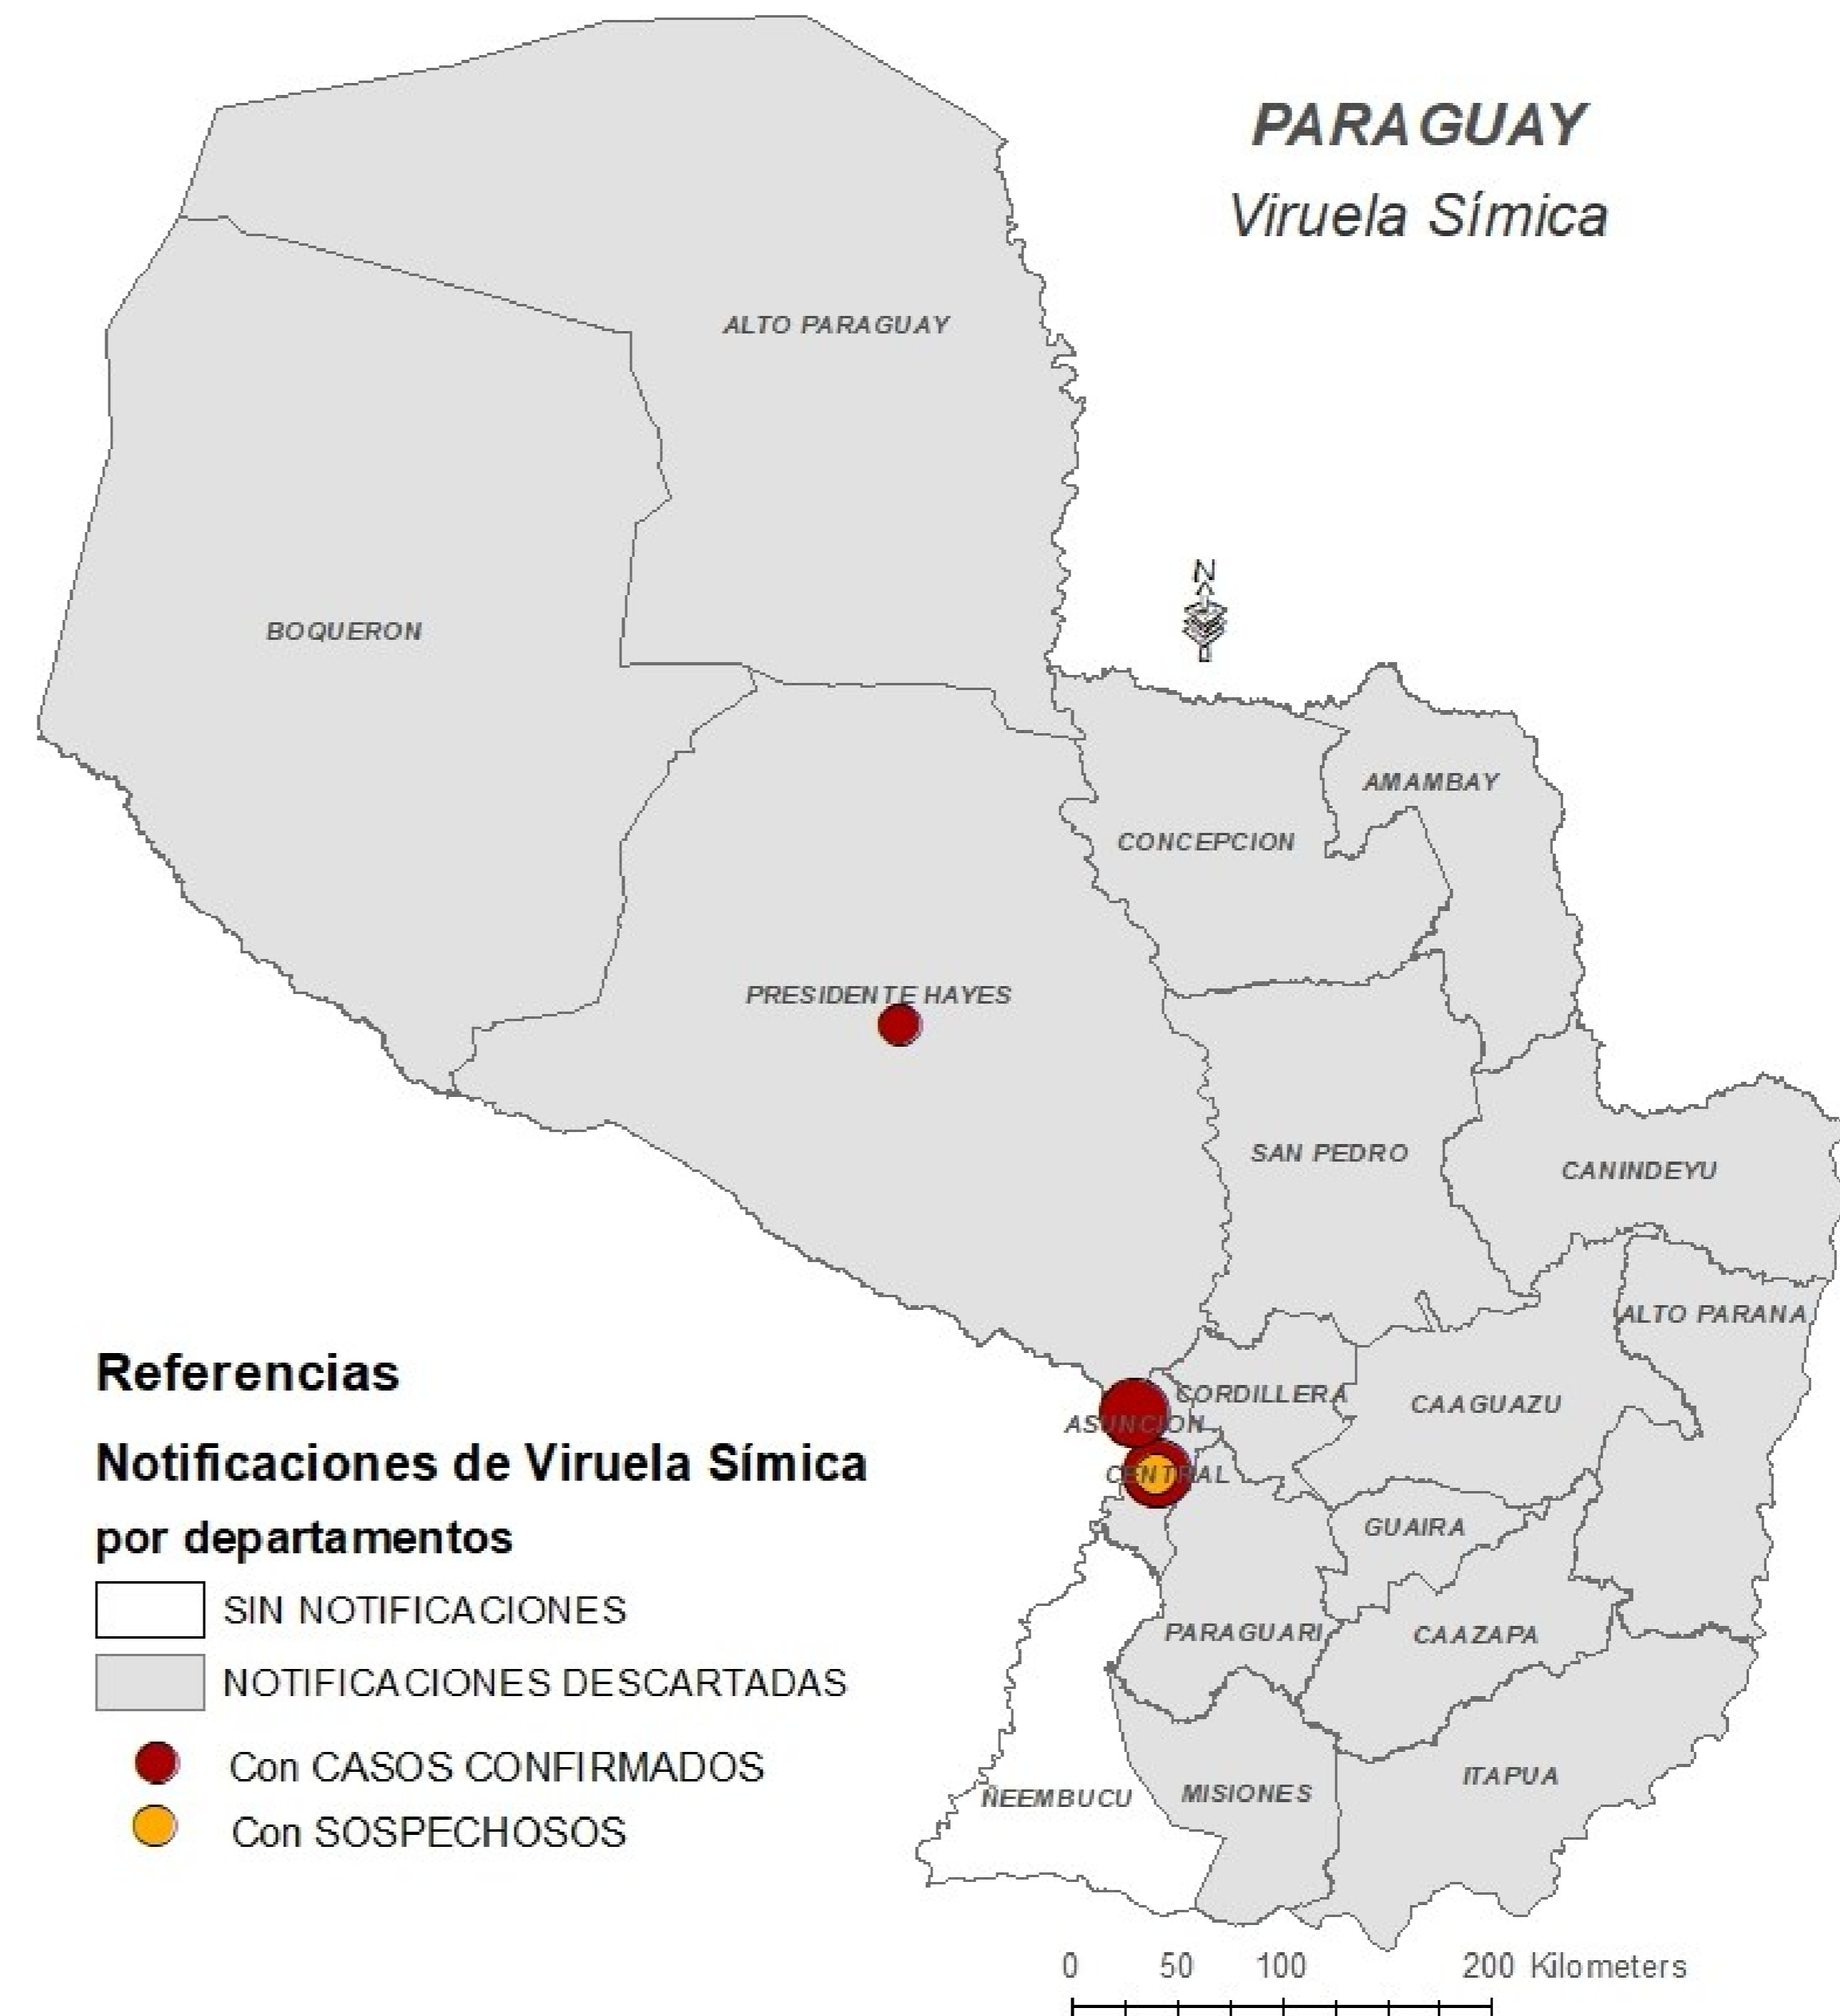 PARAGUAY
Viruela Símica
ALTO PARAGUAY
N
BOQUERON
AMAMBAY
CONCEPCION
PRESIDENTE HAYES
SAN PEDRO
CANINDEYU
ALTO PARANA
CORDILLERA
CAAGUAZU
ASUNCION
CENTRAL
GUAIRA
PARAGUARI
CAAZAPA
ITAPUA
MISIONES
ÑEEMBUCU
Referencias
Notificaciones de Viruela Símica
por departamentos
SIN NOTIFICACIONES
NOTIFICACIONES DESCARTADAS
Con CASOS CONFIRMADOS
Con SOSPECHOSOS
0 50 100 200 Kilometers